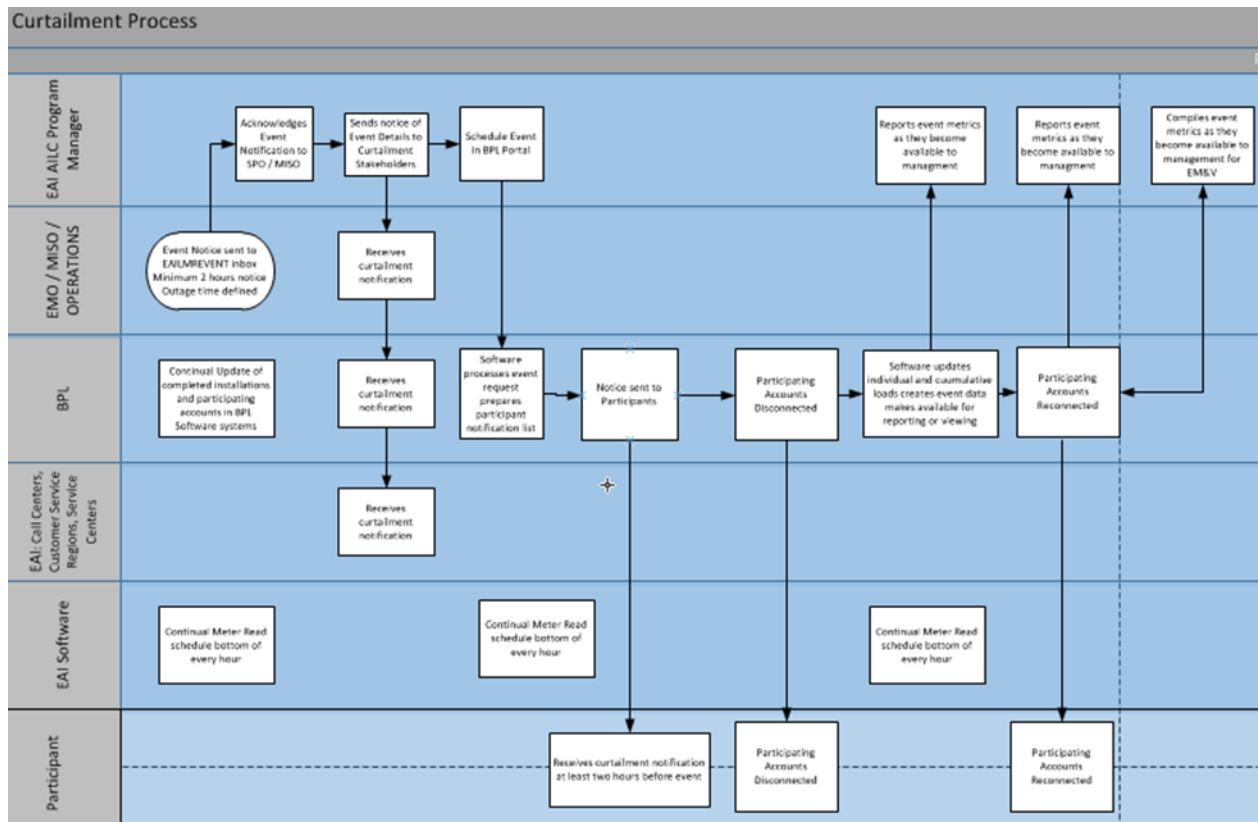 Curtailment Process
EAI AILC Program
Manager
Acknowledges
Event
Notification to
SPO / MISO
Sends notice of
Event Details to
Curtailment
Stakeholders
Schedule Event
in BPL Portal
Reports event metrics
as they become
available to
managment
Reports event
metrics as they
become available to
managment
Compiles event
metrics as they
become available to
management for
EM&V
EMO / MISO /
OPERATIONS
Event Notice sent to
EAILMREVENT inbox
Minimum 2 hours notice
Outage time defined
Receives
curtailment
notification
BPL
Continual Update of
completed installations
and participating
accounts in BPL
Software systems
Receives
curtailment
notification
Software
processes event
request
prepares
participant
notification list
Notice sent to
Participants
Participating
Accounts
Disconnected
Software updates
individual and cuumulative
loads creates event data
makes available for
reporting or viewing
Participating
Accounts
Reconnected
EAI: Call Centers,
Customer Service
Regions, Service
Centers
Receives
curtailment
notification
EAI Software
Continual Meter Read
schedule bottom of
every hour
Continual Meter Read
schedule bottom of
every hour
Continual Meter Read
schedule bottom of
every hour
Participant
Receives curtailment notification
at least two hours before event
Participating
Accounts
Disconnected
Participating
Accounts
Reconnected